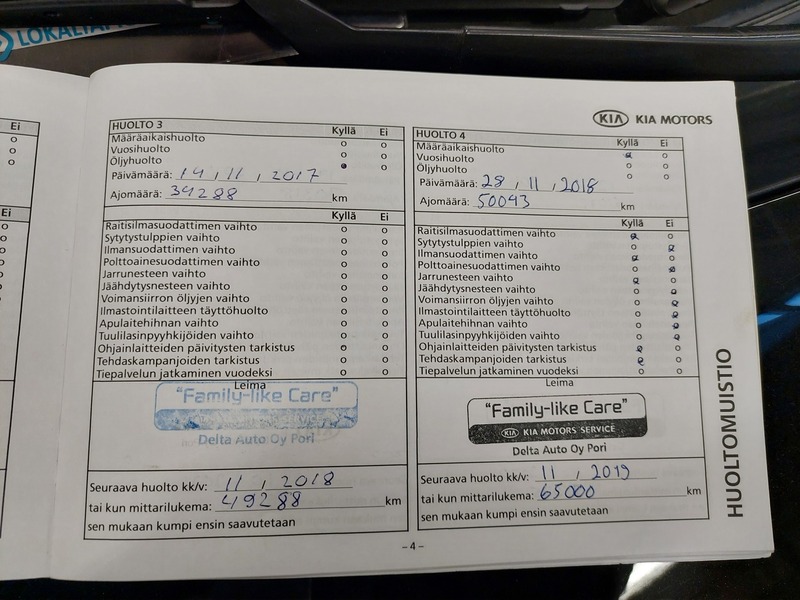 LOKALTAP
Ei
Ei
HUOLTO 3
Kyllä Ei
Määräaikaishuolto
Vuosihuolto
Öljyhuolto
Päivämäärä: 14, 11, 2017
Ajomäärä: 34288 km
Kyllä Ei
Raitisilmasuodattimen vaihto
Sytytystulppien vaihto
Ilmansuodattimen vaihto
Polttoainesuodattimen vaihto
Jarrunesteen vaihto
Jäähdytysnesteen vaihto
Voimansiirron öljyjen vaihto
Ilmastointilaitteen täyttöhuolto
Apulaitehihnan vaihto
Tuulilasinpyyhkijöiden vaihto
Ohjainlaitteiden päivitysten tarkistus
Tehdaskampanjoiden tarkistus
Tiepalvelun jatkaminen vuodeksi
Leima
"Family-like Care"
Delta Auto Oy Pori
Seuraava huolto kk/v: 11, 2018
tai kun mittarilukema: 49288 km
sen mukaan kumpi ensin saavutetaan
KIA KIA MOTORS
HUOLTO 4
Kyllä Ei
Määräaikaishuolto
Vuosihuolto
Öljyhuolto
Päivämäärä: 28, 11, 2018
Ajomäärä: 50043 km
Kyllä Ei
Raitisilmasuodattimen vaihto
Sytytystulppien vaihto
Ilmansuodattimen vaihto
Polttoainesuodattimen vaihto
Jarrunesteen vaihto
Jäähdytysnesteen vaihto
Voimansiirron öljyjen vaihto
Ilmastointilaitteen täyttöhuolto
Apulaitehihnan vaihto
Tuulilasinpyyhkijöiden vaihto
Ohjainlaitteiden päivitysten tarkistus
Tehdaskampanjoiden tarkistus
Tiepalvelun jatkaminen vuodeksi
Leima
"Family-like Care"
KIA KIA MOTORS SERVICE
Delta Auto Oy Pori
Seuraava huolto kk/v: 11, 2019
tai kun mittarilukema: 65000 km
sen mukaan kumpi ensin saavutetaan
HUOLTOMUISTIO
– 4 –